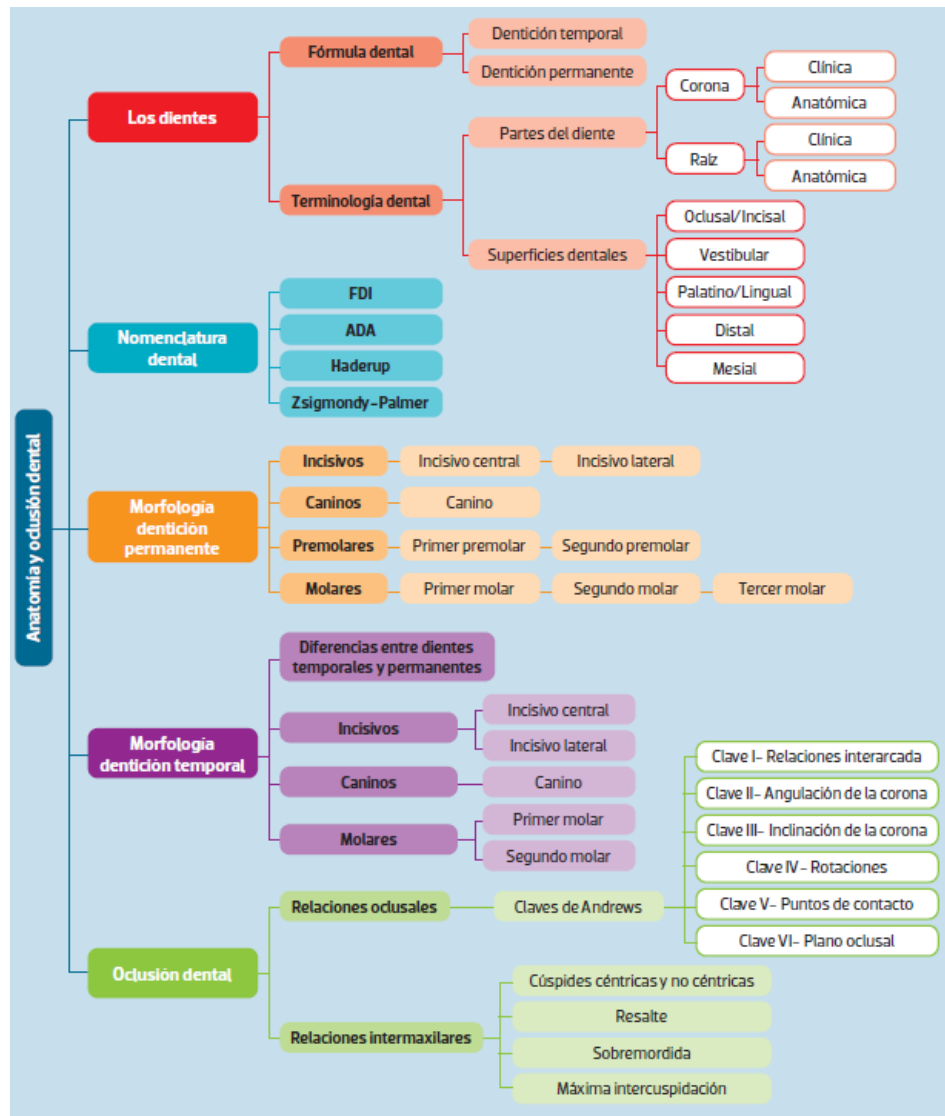 Anatomía y oclusión dental
Los dientes
Fórmula dental
Dentición temporal
Dentición permanente
Terminología dental
Partes del diente
Corona
Clínica
Anatómica
Raíz
Clínica
Anatómica
Superficies dentales
Oclusal/Incisal
Vestibular
Palatino/Lingual
Distal
Mesial
Nomenclatura
dental
FDI
ADA
Haderup
Zsigmondy-Palmer
Morfología
dentición
permanente
Incisivos
Incisivo central
Incisivo lateral
Caninos
Canino
Premolares
Primer premolar
Segundo premolar
Molares
Primer molar
Segundo molar
Tercer molar
Morfología
dentición temporal
Diferencias entre dientes
temporales y permanentes
Incisivos
Incisivo central
Incisivo lateral
Caninos
Canino
Molares
Primer molar
Segundo molar
Oclusión dental
Relaciones oclusales
Claves de Andrews
Clave I- Relaciones interarcada
Clave II- Angulación de la corona
Clave III- Inclinación de la corona
Clave IV- Rotaciones
Clave V- Puntos de contacto
Clave VI- Plano oclusal
Relaciones intermaxilares
Cúspides céntricas y no céntricas
Resalte
Sobremordida
Máxima intercuspidación